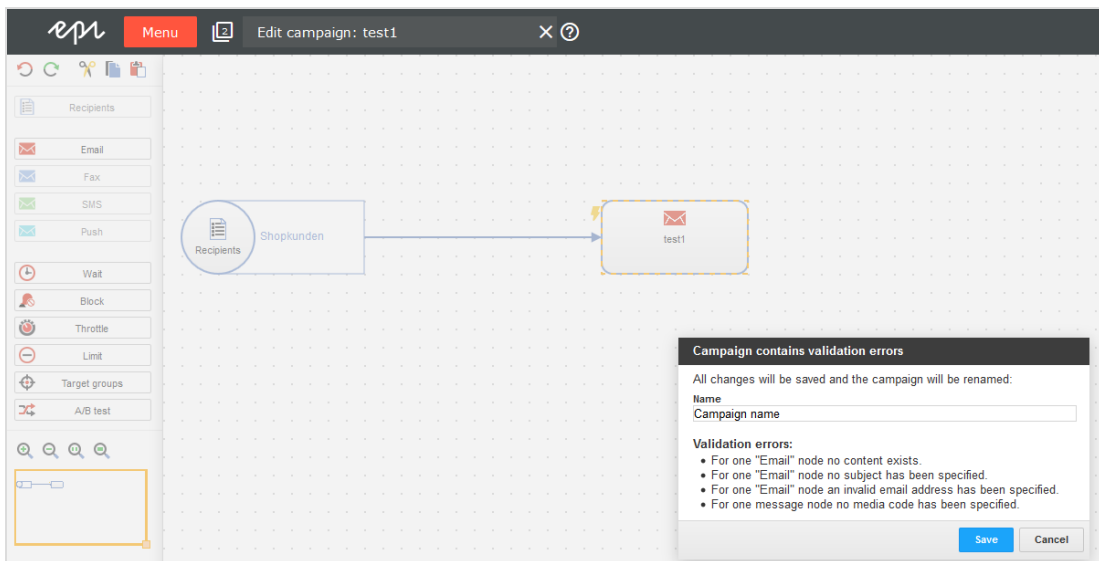 epi
Menu
2
Edit campaign: test1
Recipients
Email
Fax
SMS
Push
Wait
Block
Throttle
Limit
Target groups
A/B test
Recipients
Shopkunden
test1
Campaign contains validation errors
All changes will be saved and the campaign will be renamed:
Name
Campaign name
Validation errors:
• For one "Email" node no content exists.
• For one "Email" node no subject has been specified.
• For one "Email" node an invalid email address has been specified.
• For one message node no media code has been specified.
Save
Cancel